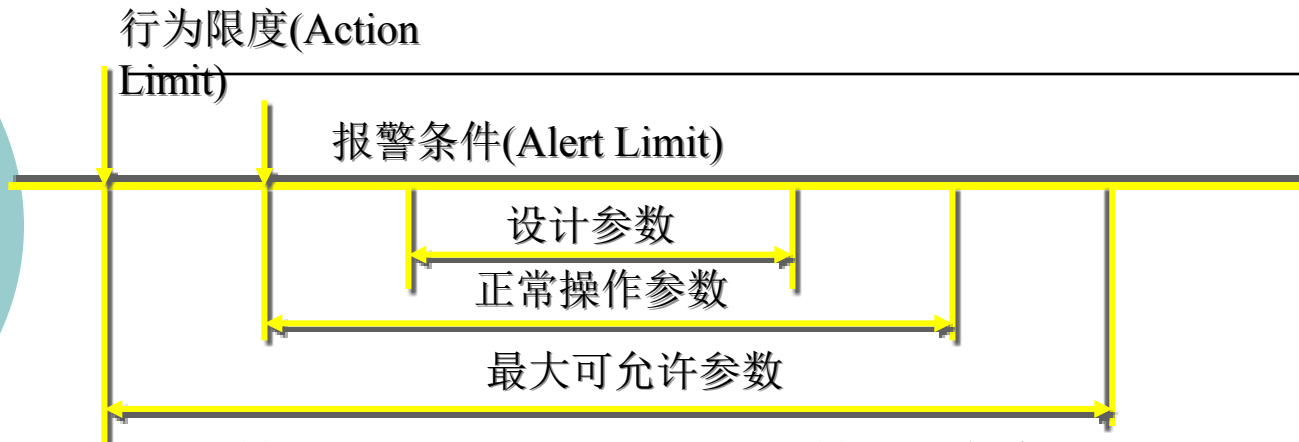 行为限度(Action
Limit)
报警条件(Alert Limit)
设计参数
正常操作参数
最大可允许参数